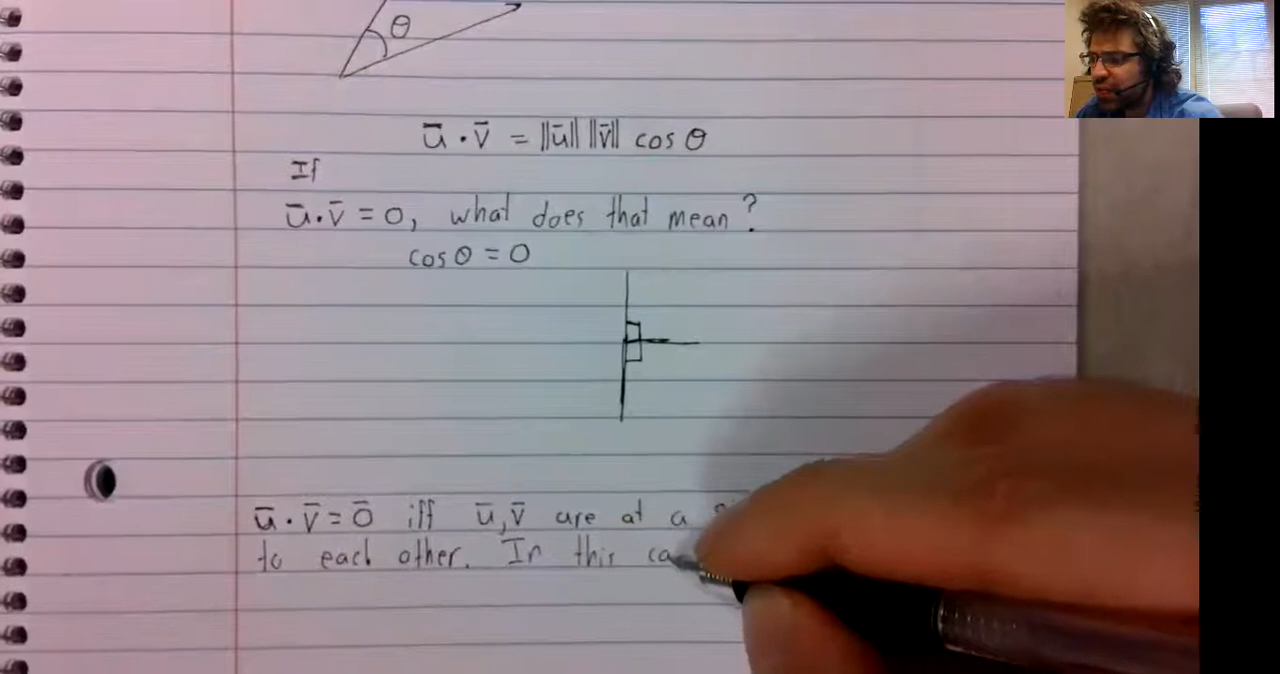 θ
ū · v̄ = ||ū|| ||v̄|| cos θ
If
ū · v̄ = 0, what does that mean?
cos θ = 0
ū · v̄ = 0̄ iff ū, v̄ are at a
to each other. In this